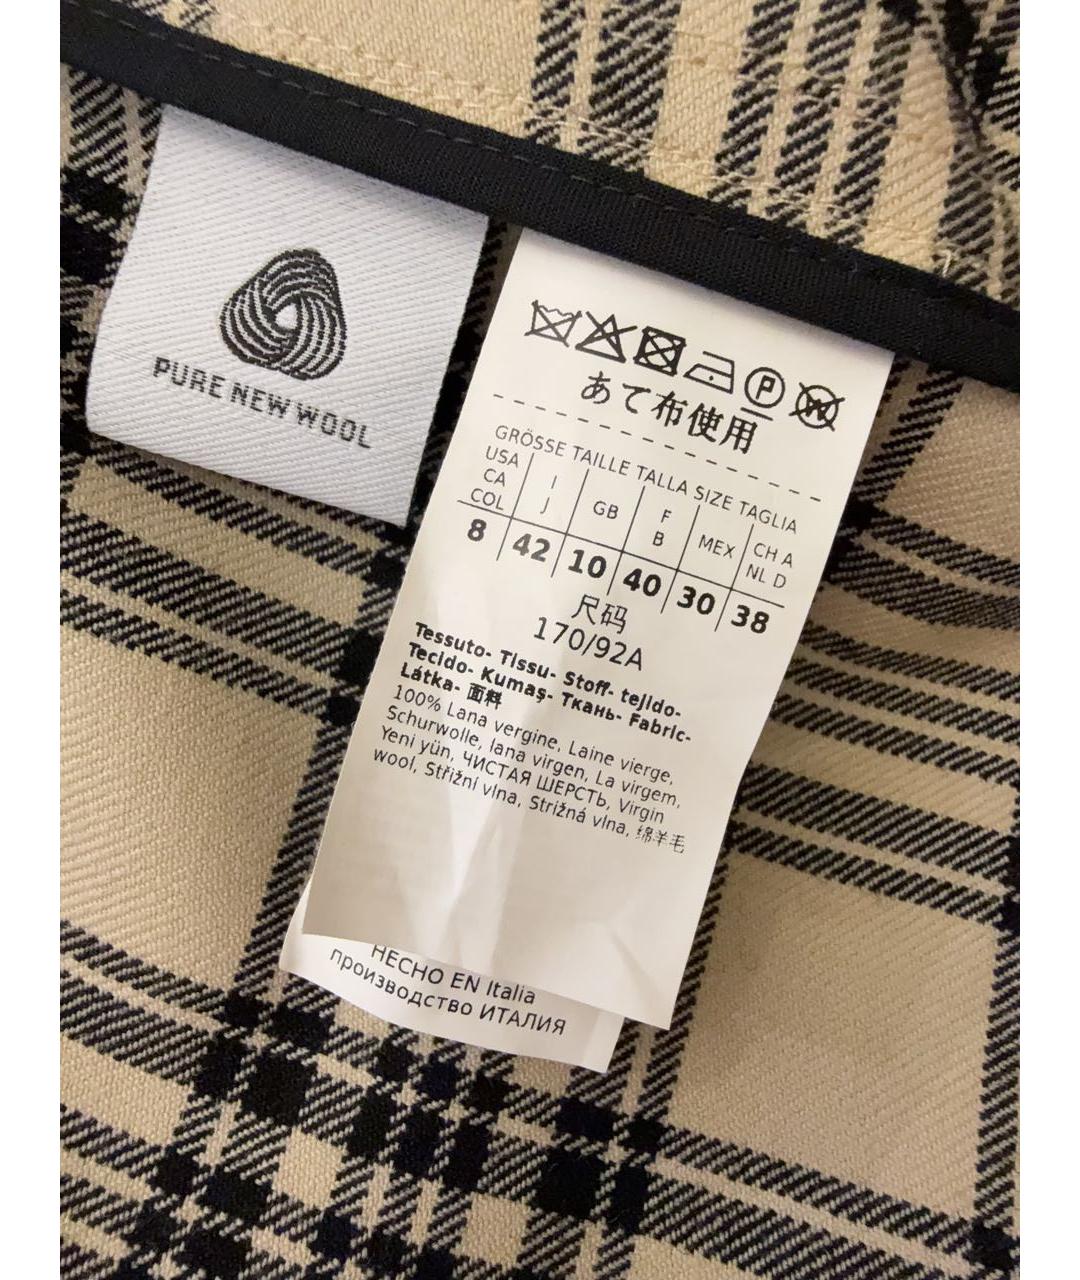 PURE NEW WOOL
P W
あて布使用
GRÖSSE TAILLE TALLA SIZE TAGLIA
USA CA COL
I J
GB
F B
MEX
CH A NL D
8 42 10 40 30 38
尺码
170/92A
Tessuto- Tissu- Stoff- tejido-
Tecido- Kumaş- Ткань- Fabric-
Látka- 面料
100% Lana vergine, Laine vierge,
Schurwolle, lana virgen, La virgem,
Yeni yün, ЧИСТАЯ ШЕРСТЬ, Virgin
wool, Střižní vlna, Strižná vlna, 绵羊毛
HECHO EN Italia
производство ИТАЛИЯ